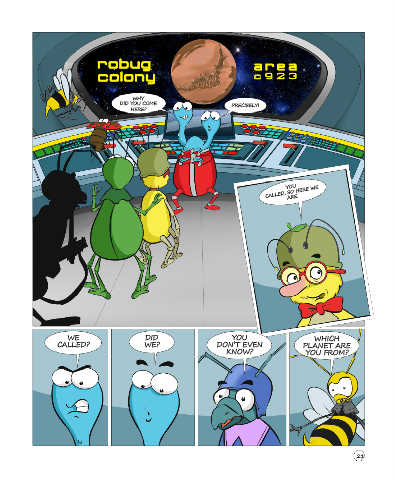 robug
colony
area
c923
WHY
DID YOU COME
HERE?
PRECISELY!
YOU
CALLED, SO HERE WE
ARE.
WE
CALLED?
DID
WE?
YOU
DON'T EVEN
KNOW?
WHICH
PLANET ARE
YOU FROM?
23